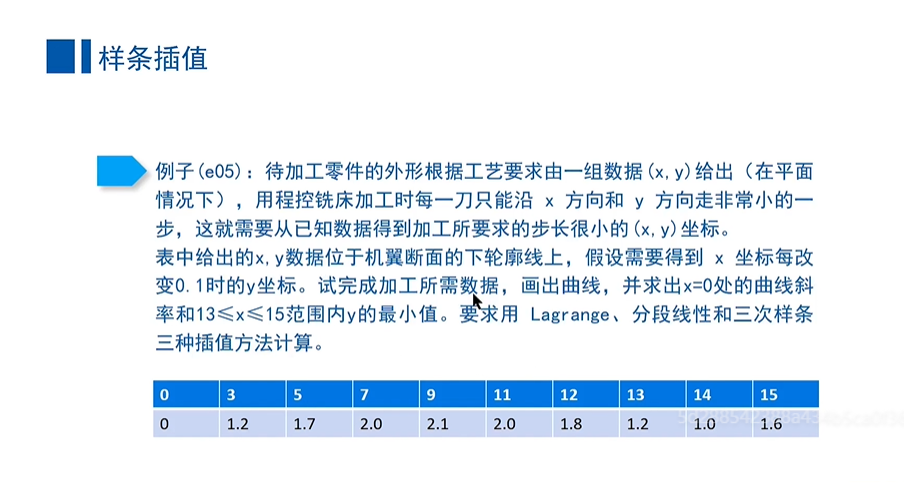 样条插值
例子(e05)：待加工零件的外形根据工艺要求由一组数据(x,y)给出（在平面
情况下），用程控铣床加工时每一刀只能沿 x 方向和 y 方向走非常小的一
步，这就需要从已知数据得到加工所要求的步长很小的(x,y)坐标。
表中给出的x,y数据位于机翼断面的下轮廓线上，假设需要得到 x 坐标每改
变0.1时的y坐标。试完成加工所需数据，画出曲线，并求出x=0处的曲线斜
率和13≤x≤15范围内y的最小值。要求用 Lagrange、分段线性和三次样条
三种插值方法计算。
0 3 5 7 9 11 12 13 14 15
0 1.2 1.7 2.0 2.1 2.0 1.8 1.2 1.0 1.6